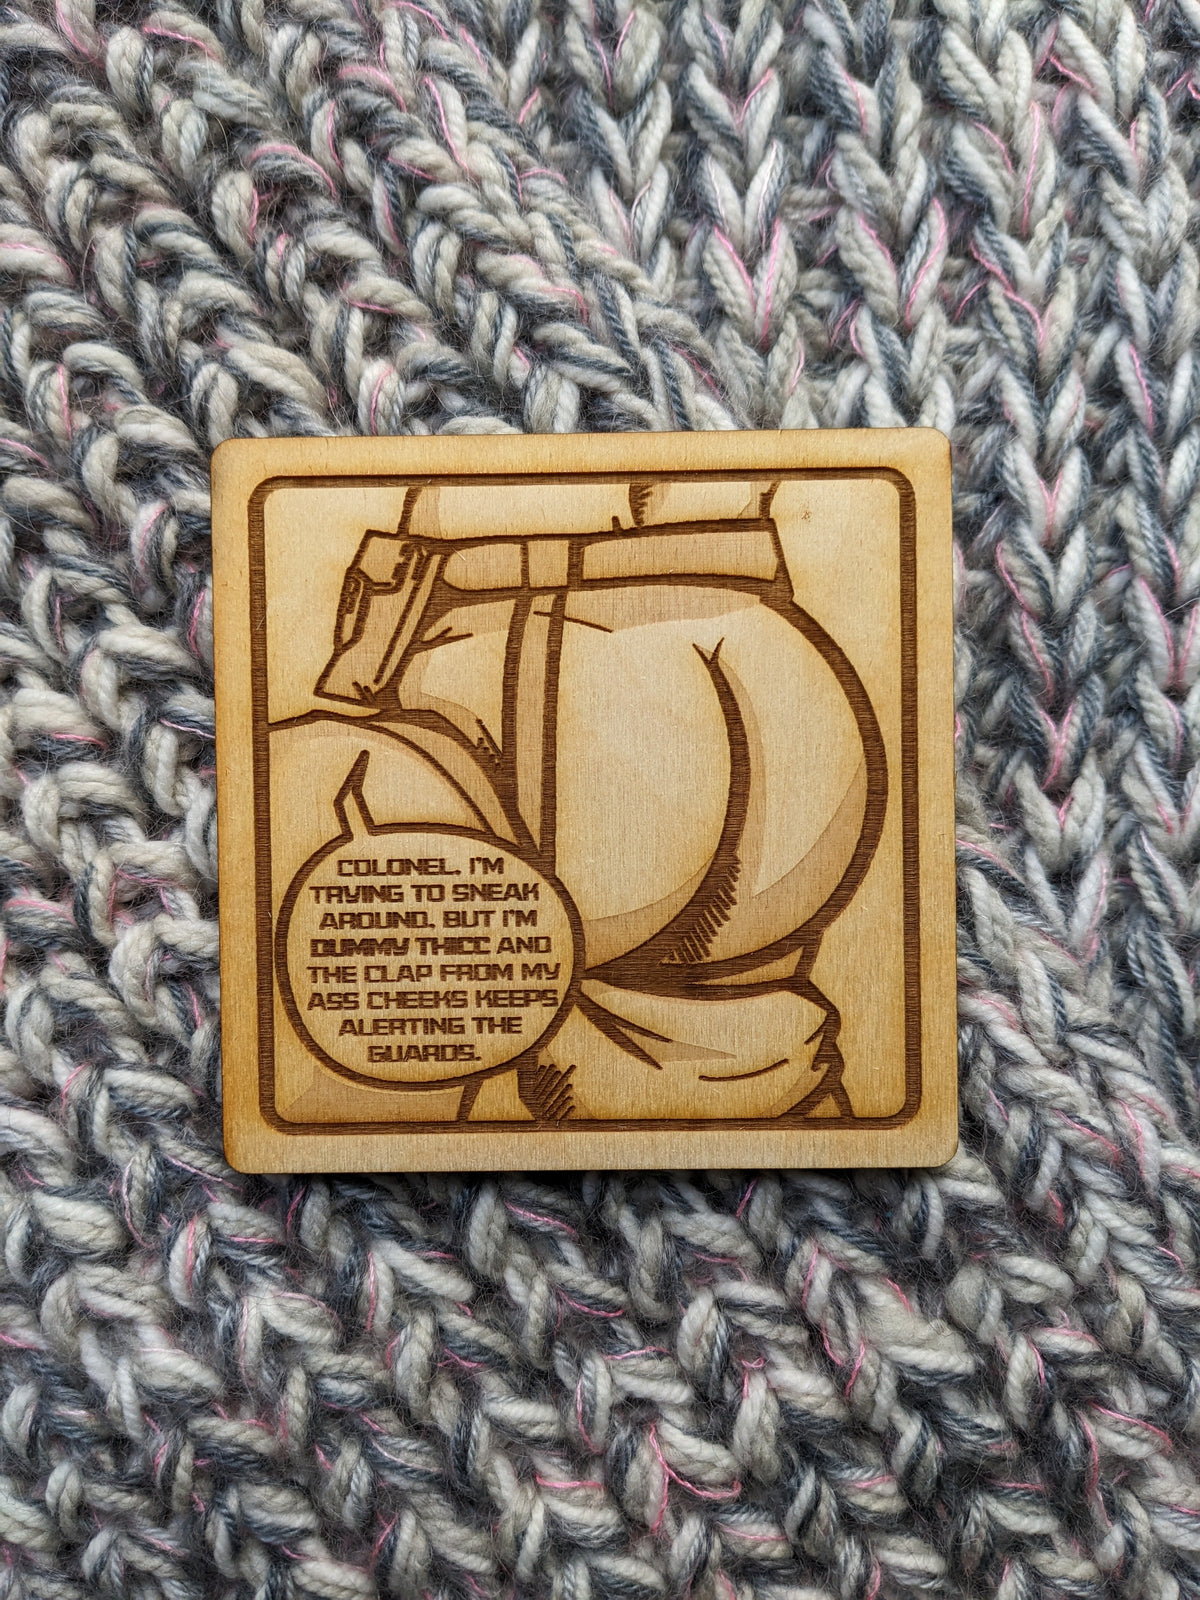 COLONEL, I'M
TRYING TO SNEAK
AROUND, BUT I'M
DUMMY THICC AND
THE CLAP FROM MY
ASS CHEEKS KEEPS
ALERTING THE
GUARDS.